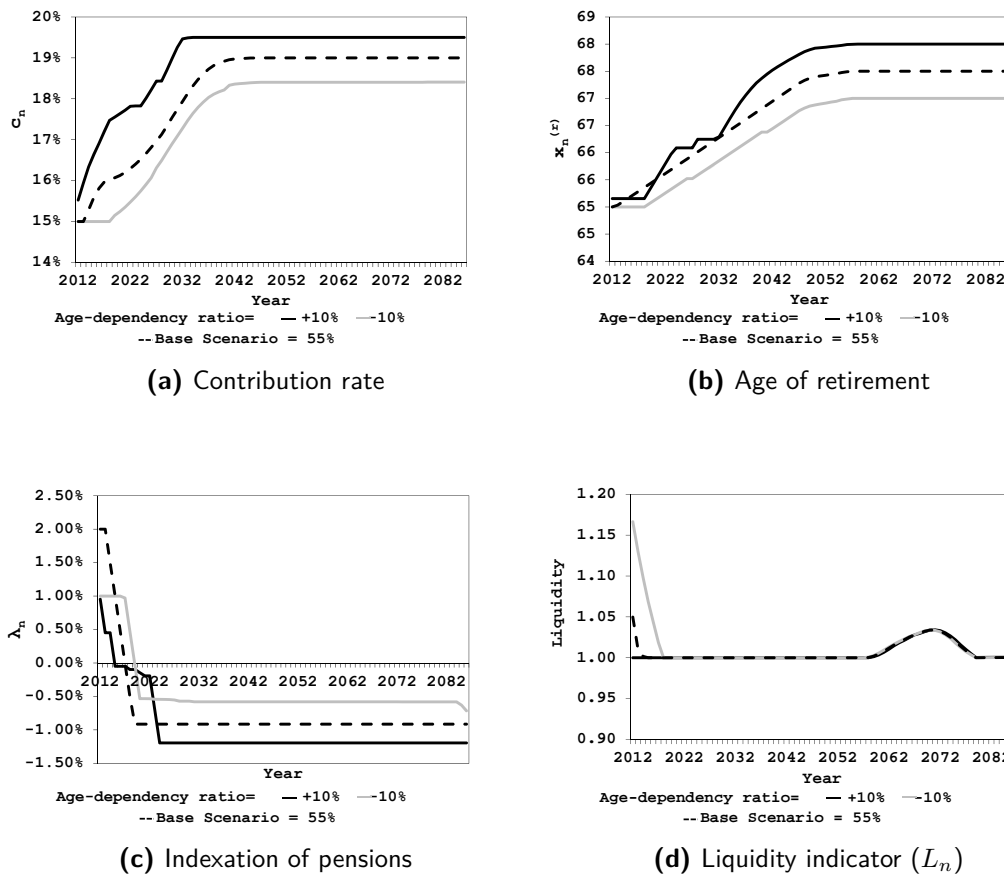 20%
19%
18%
17%
16%
15%
14%
c_n
2012 2022 2032 2042 2052 2062 2072 2082
Year
Age-dependency ratio= +10% -10%
Base Scenario = 55%
(a) Contribution rate
69
68
68
67
67
66
66
65
65
64
x_n^(r)
2012 2022 2032 2042 2052 2062 2072 2082
Year
Age-dependency ratio= +10% -10%
Base Scenario = 55%
(b) Age of retirement
2.50%
2.00%
1.50%
1.00%
0.50%
0.00%
-0.50%
-1.00%
-1.50%
λ_n
2012 2022 2032 2042 2052 2062 2072 2082
Year
Age-dependency ratio= +10% -10%
Base Scenario = 55%
(c) Indexation of pensions
1.20
1.15
1.10
1.05
1.00
0.95
0.90
Liquidity
2012 2022 2032 2042 2052 2062 2072 2082
Year
Age-dependency ratio= +10% -10%
Base Scenario = 55%
(d) Liquidity indicator (L_n)